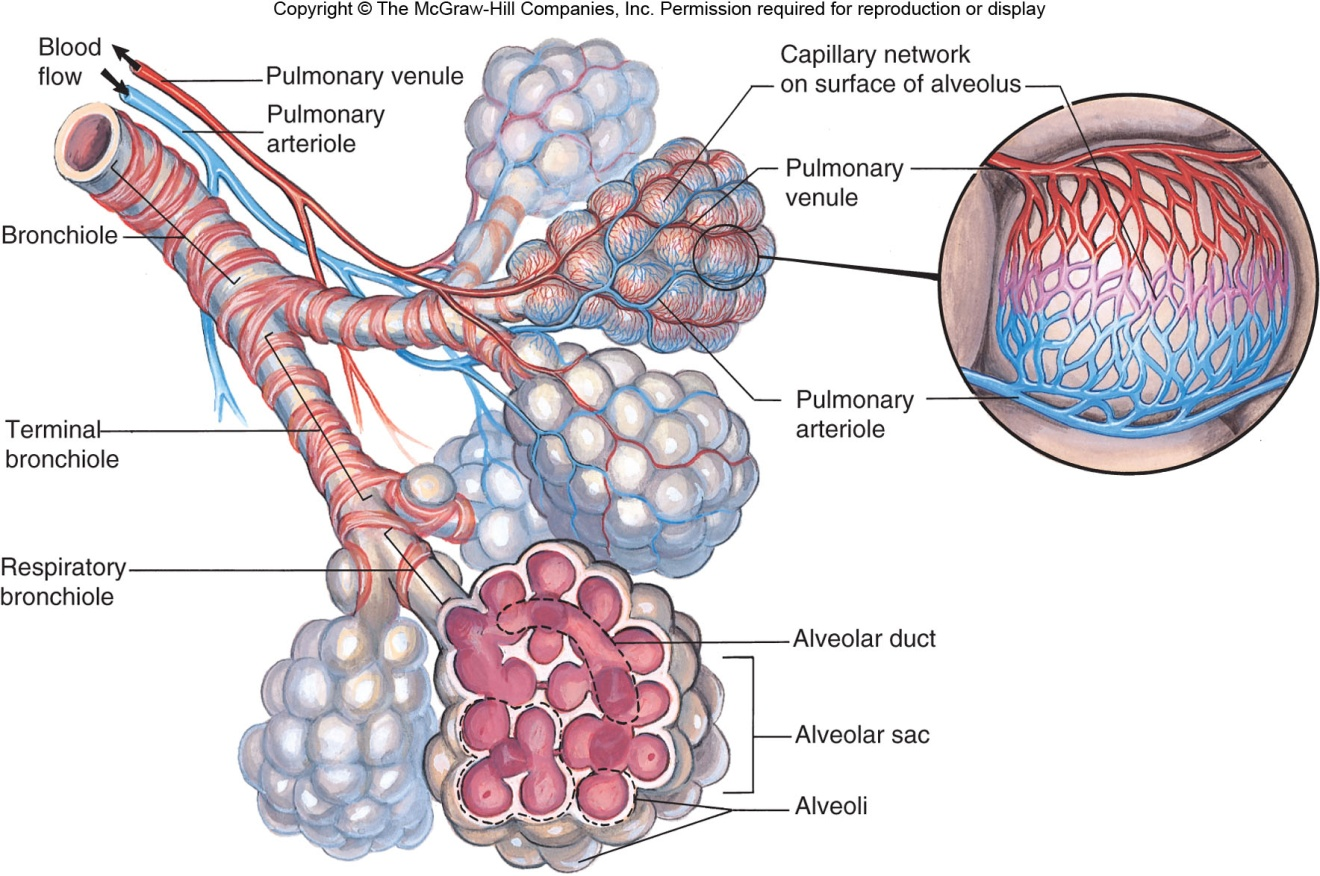 Copyright © The McGraw-Hill Companies, Inc. Permission required for reproduction or display
Blood
flow
Pulmonary venule
Pulmonary
arteriole
Capillary network
on surface of alveolus
Pulmonary
venule
Bronchiole
Pulmonary
arteriole
Terminal
bronchiole
Respiratory
bronchiole
Alveolar duct
Alveolar sac
Alveoli